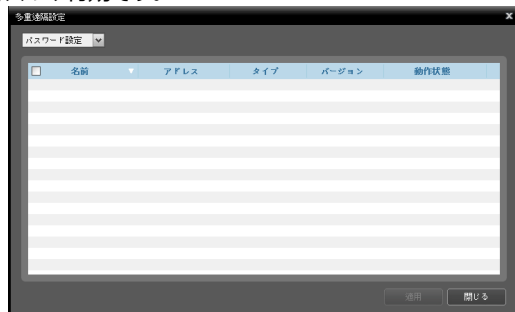 多重遠隔設定 x
パスワード設定
名前 アドレス タイプ バージョン 動作状態
適用 閉じる